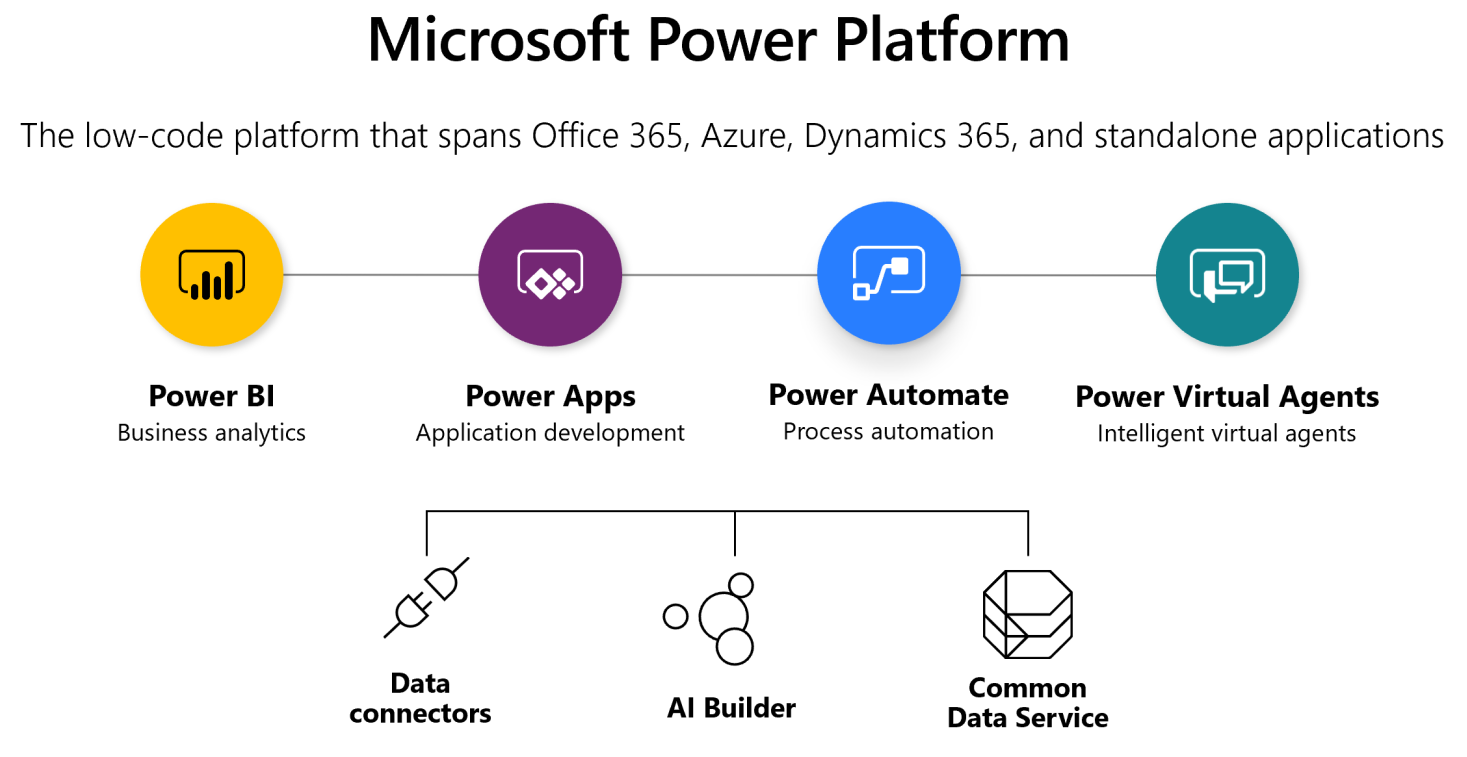 Microsoft Power Platform
The low-code platform that spans Office 365, Azure, Dynamics 365, and standalone applications
Power BI
Business analytics
Power Apps
Application development
Power Automate
Process automation
Power Virtual Agents
Intelligent virtual agents
Data
connectors
AI Builder
Common
Data Service